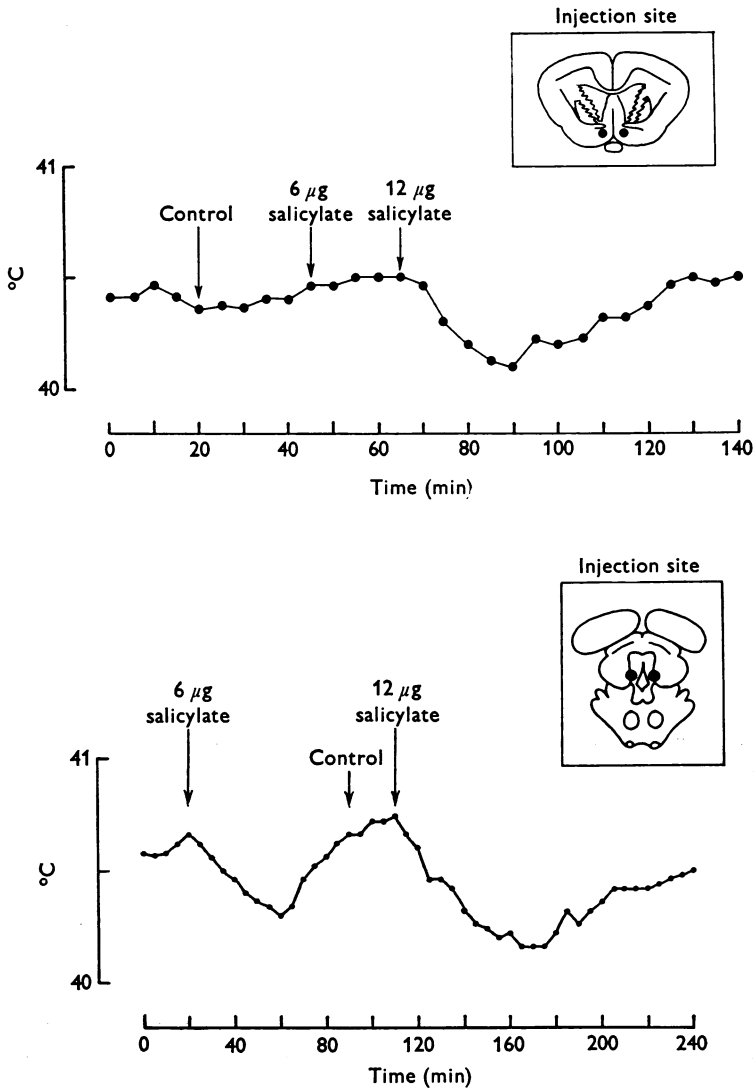 Injection site
41
6 μg
12 μg
Control
salicylate
salicylate
°C
40
0
20
40
60
80
100
120
140
Time (min)
Injection site
6 μg
12 μg
salicylate
salicylate
41
Control
°C
40
0
40
80
120
160
200
240
Time (min)